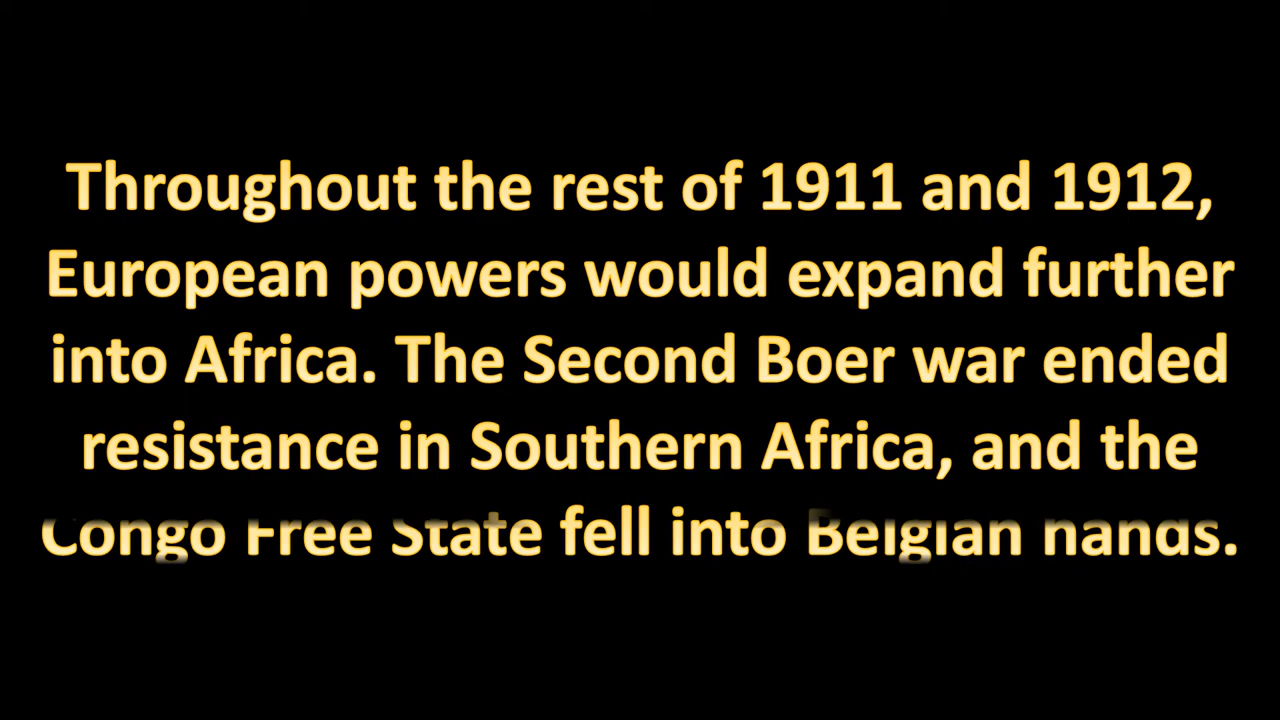 Throughout the rest of 1911 and 1912,
European powers would expand further
into Africa. The Second Boer war ended
resistance in Southern Africa, and the
Congo Free State fell into Belgian hands.